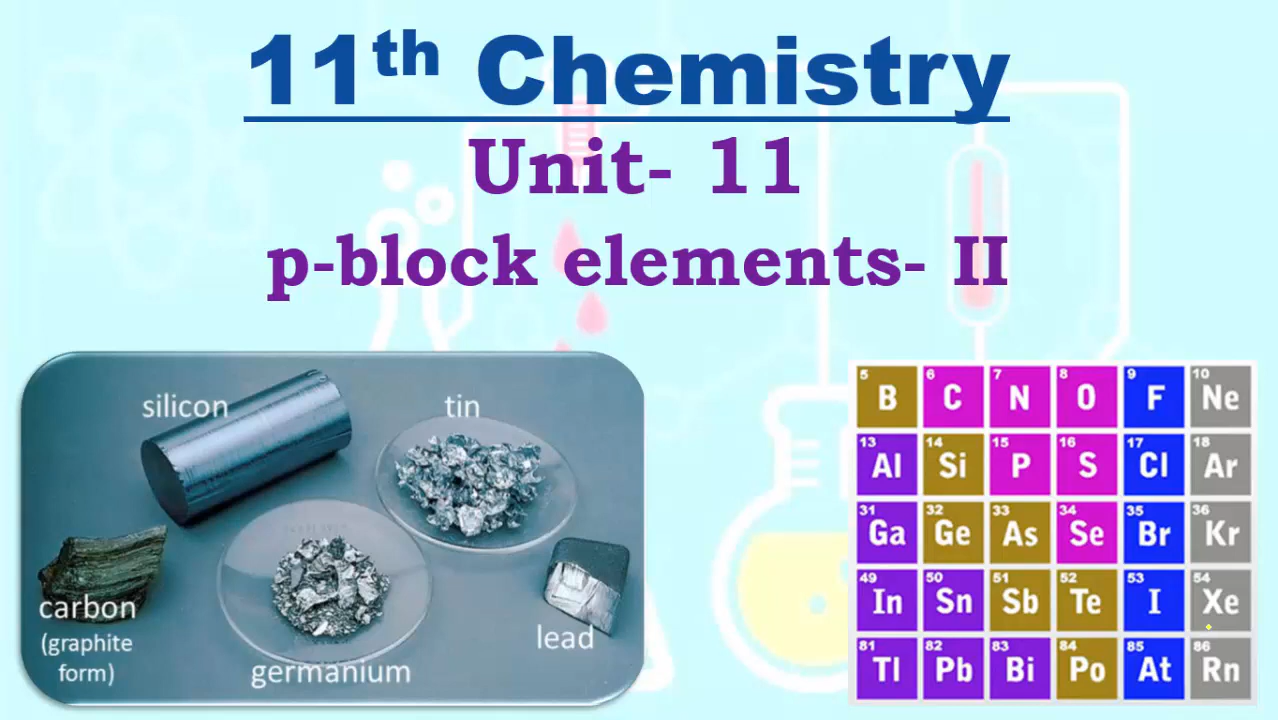 11th Chemistry
Unit- 11
p-block elements- II
silicon
tin
carbon
(graphite
form)
germanium
lead
5 B 6 C 7 N 8 O 9 F 10 Ne
13 Al 14 Si 15 P 16 S 17 Cl 18 Ar
31 Ga 32 Ge 33 As 34 Se 35 Br 36 Kr
49 In 50 Sn 51 Sb 52 Te 53 I 54 Xe
81 Tl 82 Pb 83 Bi 84 Po 85 At 86 Rn